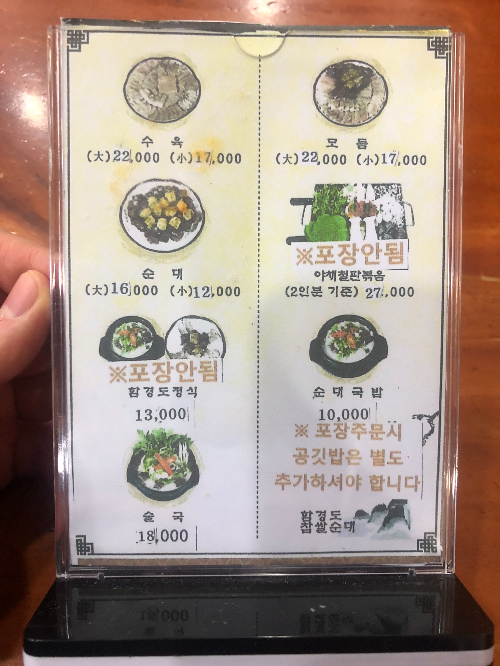 수 육
(大)22,000 (小)17,000
모 듬
(大)22,000 (小)17,000
순 대
(大)16,000 (小)12,000
※포장안됨
야채철판볶음
(2인분 기준) 27,000
※포장안됨
함경도정식
13,000
순대국밥
10,000
술 국
18,000
※ 포장주문시
공깃밥은 별도
추가하셔야 합니다
함경도
찹쌀순대